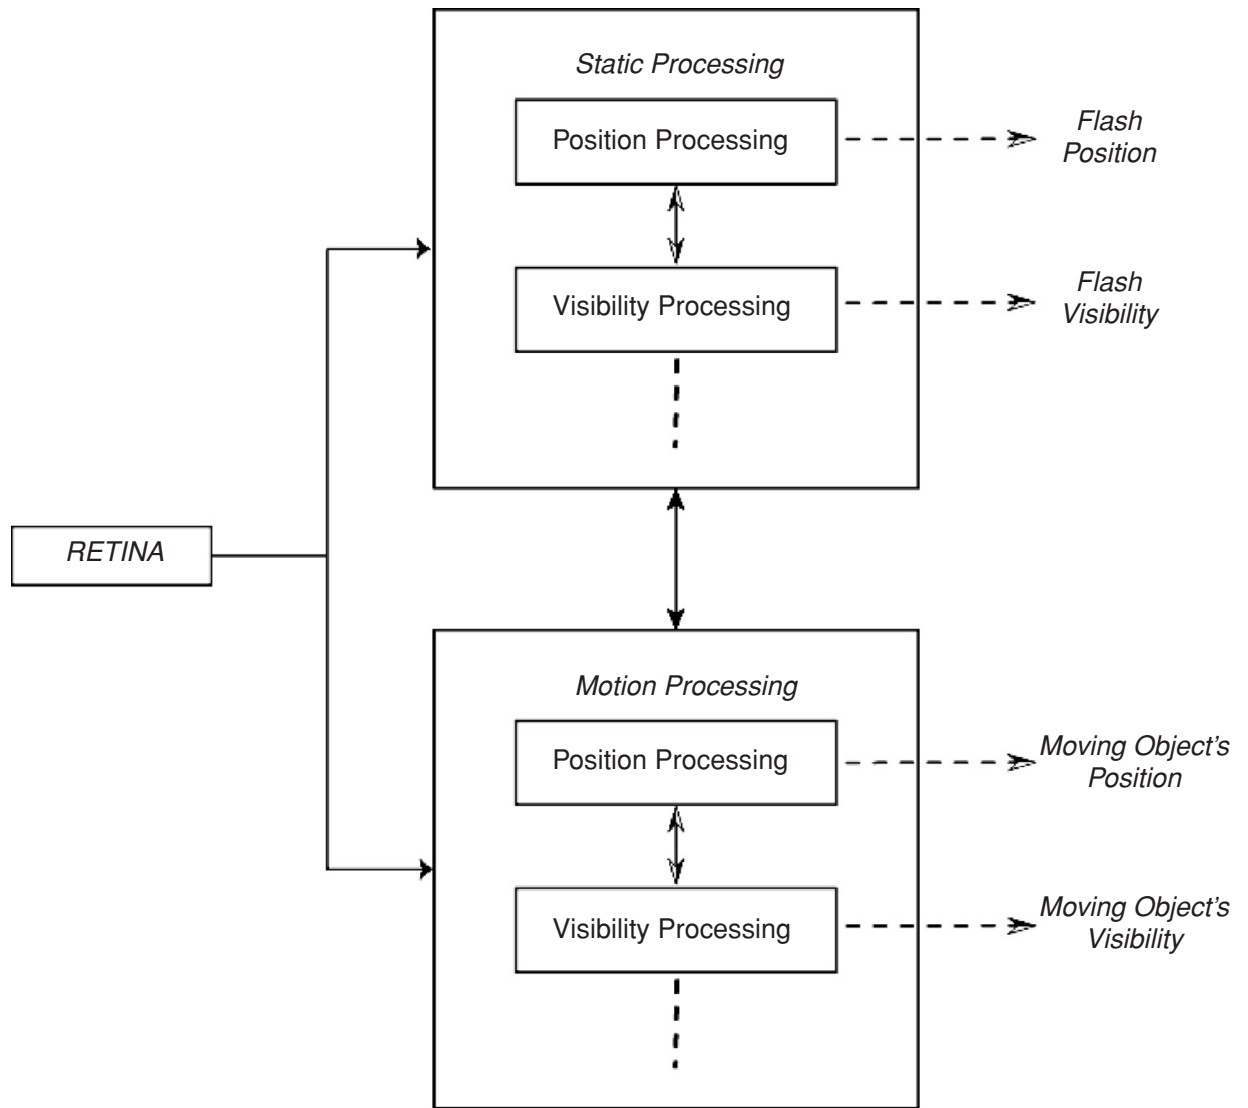 Static Processing
Position Processing
Flash
Position
Visibility Processing
Flash
Visibility
RETINA
Motion Processing
Position Processing
Moving Object's
Position
Visibility Processing
Moving Object's
Visibility